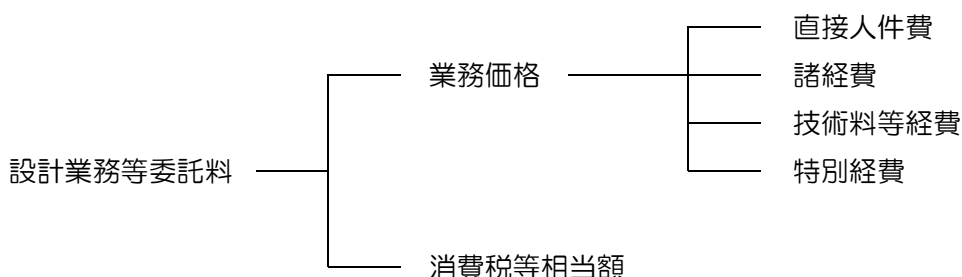 直接人件費
業務価格
諸経費
技術料等経費
設計業務等委託料
特別経費
消費税等相当額